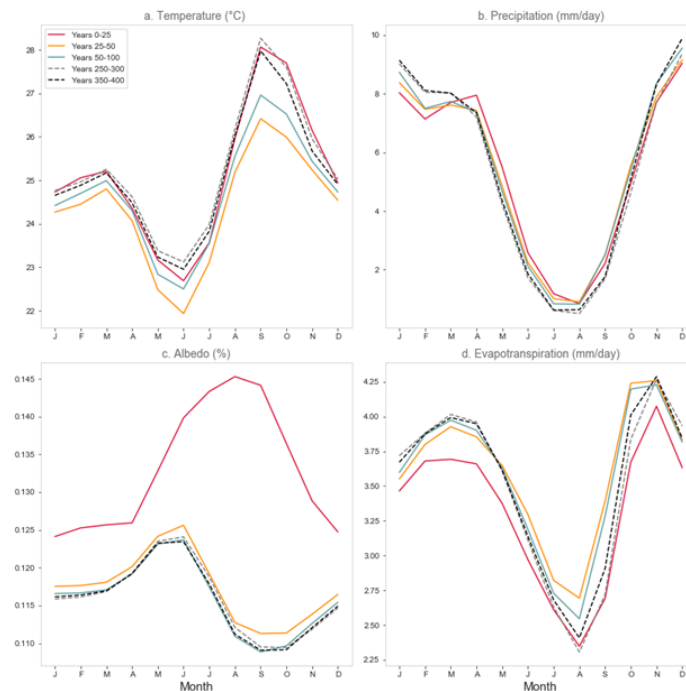 a. Temperature (°C)
b. Precipitation (mm/day)
Years 0-25
Years 25-50
Years 50-100
Years 250-300
Years 350-400
28
27
26
25
24
23
22
J F M A M J J A S O N D
10
8
6
4
2
J F M A M J J A S O N D
c. Albedo (%)
d. Evapotranspiration (mm/day)
0.145
0.140
0.135
0.130
0.125
0.120
0.115
0.110
J F M A M J J A S O N D
Month
4.25
4.00
3.75
3.50
3.25
3.00
2.75
2.50
2.25
J F M A M J J A S O N D
Month